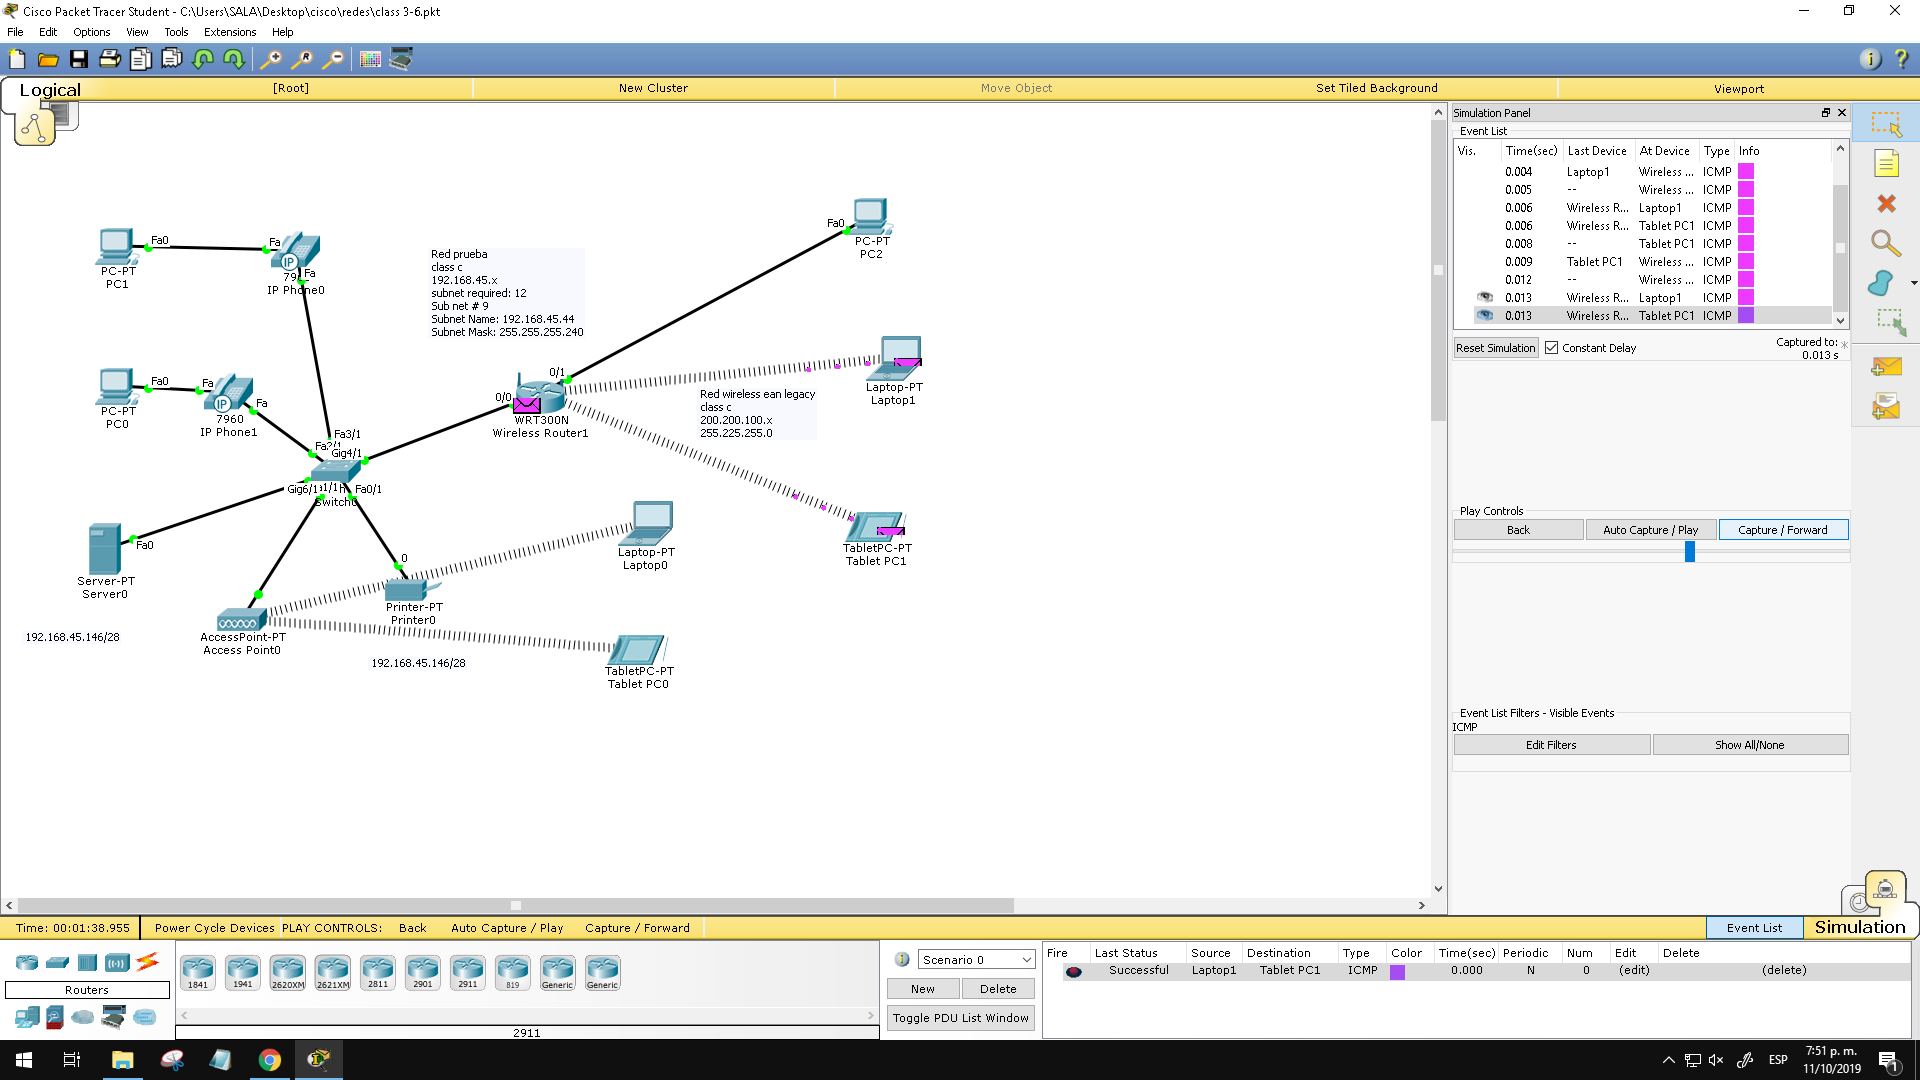 Cisco Packet Tracer Student - C:\Users\SALA\Desktop\cisco\redes\class 3-6.pkt
File Edit Options View Tools Extensions Help
Logical [Root] New Cluster Move Object Set Tiled Background Viewport
PC-PT
PC1
Fa0
Fa
IP
79
Fa
IP Phone0
PC-PT
PC0
Fa0
Fa
IP
7960
Fa
IP Phone1
Red prueba
class c
192.168.45.x
subnet required: 12
Sub net # 9
Subnet Name: 192.168.45.44
Subnet Mask: 255.255.255.240
Fa0
PC-PT
PC2
0/1
0/0
WRT300N
Wireless Router1
Red wireless ean legacy
class c
200.200.100.x
255.225.255.0
Laptop-PT
Laptop1
TabletPC-PT
Tablet PC1
Fa3/1
Gig4/1
Gig6/1
Fa0/1
Fa0
Server-PT
Server0
192.168.45.146/28
AccessPoint-PT
Access Point0
0
Printer-PT
Printer0
192.168.45.146/28
Laptop-PT
Laptop0
TabletPC-PT
Tablet PC0
Simulation Panel
Event List
Vis. Time(sec) Last Device At Device Type Info
0.004 Laptop1 Wireless ... ICMP
0.005 -- Wireless ... ICMP
0.006 Wireless R... Laptop1 ICMP
0.006 Wireless R... Tablet PC1 ICMP
0.008 -- Tablet PC1 ICMP
0.009 Tablet PC1 Wireless ... ICMP
0.012 -- Wireless ... ICMP
0.013 Wireless R... Laptop1 ICMP
0.013 Wireless R... Tablet PC1 ICMP
Reset Simulation Constant Delay Captured to:
0.013 s
Play Controls
Back Auto Capture / Play Capture / Forward
Event List Filters - Visible Events
ICMP
Edit Filters Show All/None
Time: 00:01:38.955 Power Cycle Devices PLAY CONTROLS: Back Auto Capture / Play Capture / Forward Event List Simulation
Routers
1841 1941 2620XM 2621XM 2811 2901 2911 819 Generic Generic
2911
Scenario 0
New Delete
Toggle PDU List Window
Fire Last Status Source Destination Type Color Time(sec) Periodic Num Edit Delete
Successful Laptop1 Tablet PC1 ICMP 0.000 N 0 (edit) (delete)
ESP
7:51 p. m.
11/10/2019
1